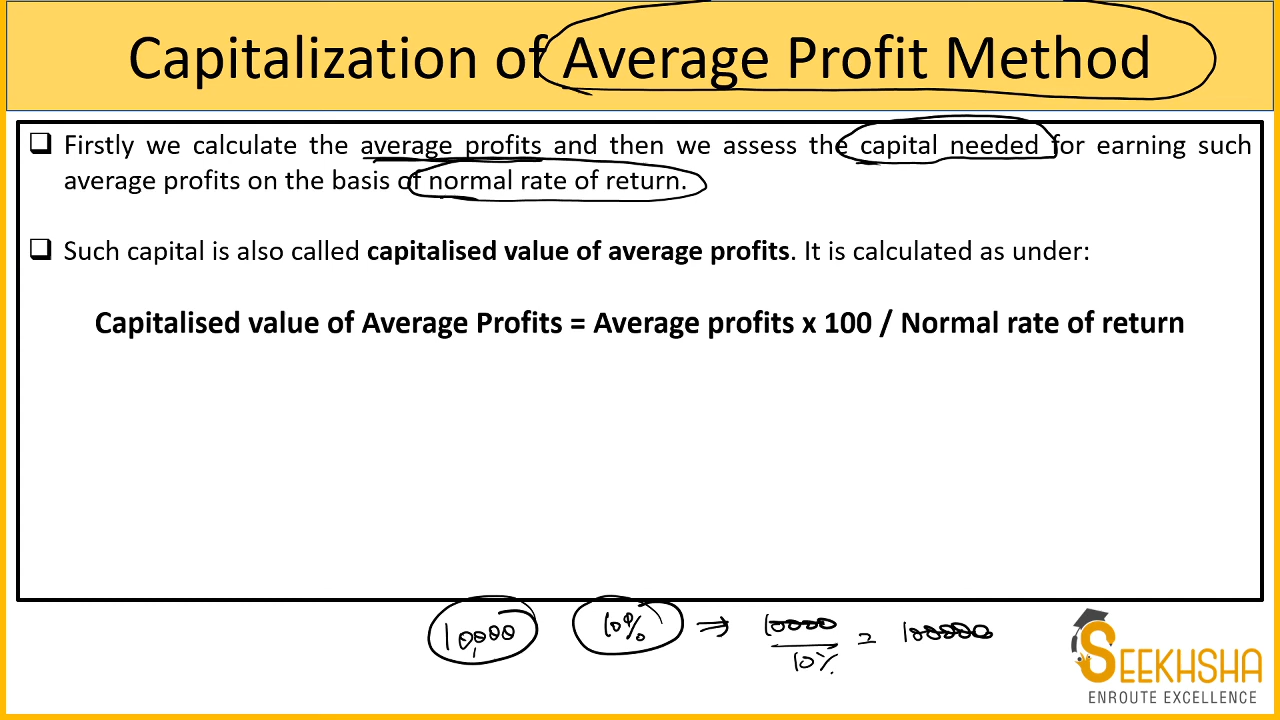 Capitalization of Average Profit Method
Firstly we calculate the average profits and then we assess the capital needed for earning such
average profits on the basis of normal rate of return.
Such capital is also called capitalised value of average profits. It is calculated as under:
Capitalised value of Average Profits = Average profits x 100 / Normal rate of return
10,000 10% ⇒ 10000 / 10% = 100000
SEEKHSHA
ENROUTE EXCELLENCE